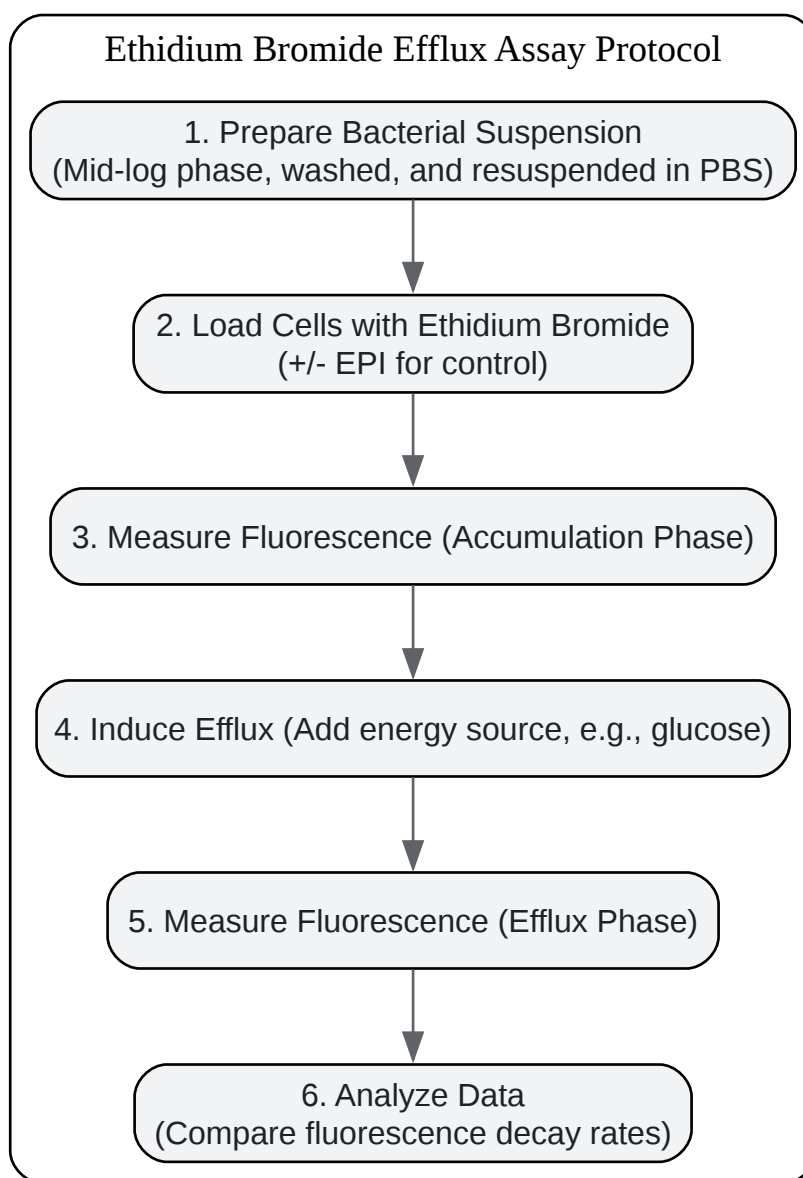 Ethidium Bromide Efflux Assay Protocol
1. Prepare Bacterial Suspension
(Mid-log phase, washed, and resuspended in PBS)
2. Load Cells with Ethidium Bromide
(+/- EPI for control)
3. Measure Fluorescence (Accumulation Phase)
4. Induce Efflux (Add energy source, e.g., glucose)
5. Measure Fluorescence (Efflux Phase)
6. Analyze Data
(Compare fluorescence decay rates)